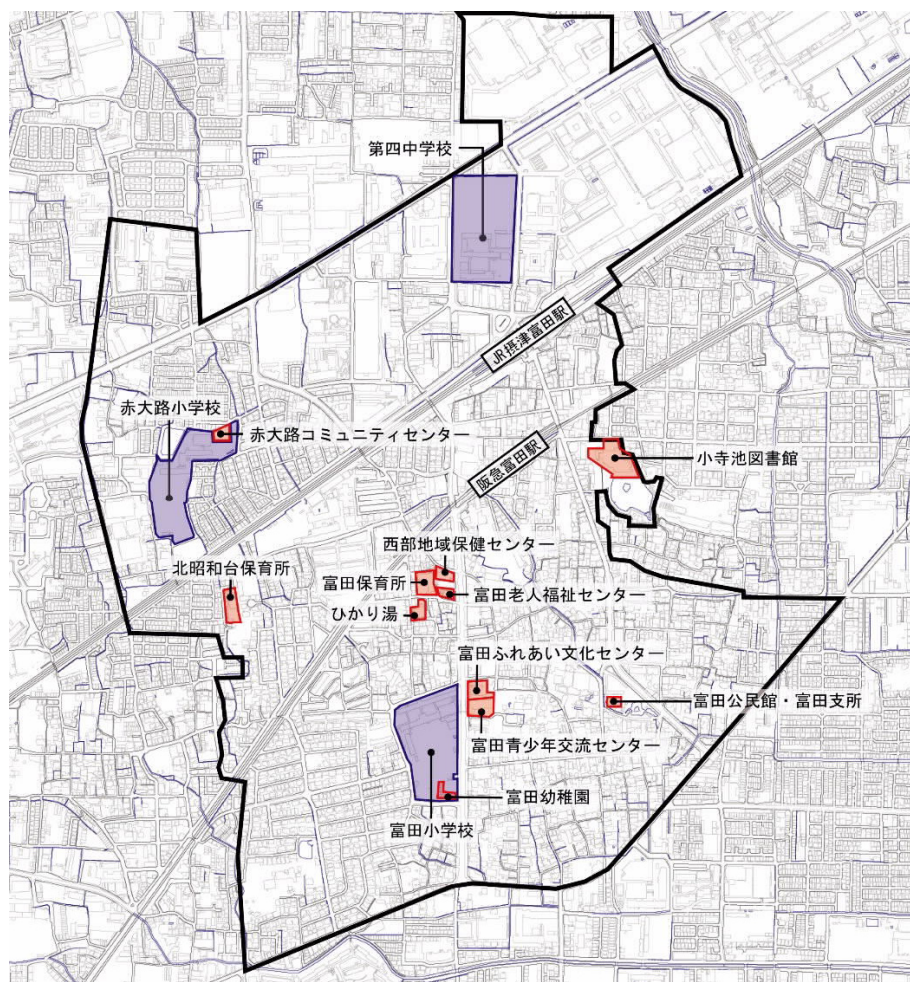 第四中学校
JR摂津富田駅
赤大路小学校
赤大路コミュニティセンター
阪急富田駅
小寺池図書館
西部地域保健センター
北昭和台保育所
富田保育所
富田老人福祉センター
ひかり湯
富田ふれあい文化センター
富田公民館・富田支所
富田青少年交流センター
富田幼稚園
富田小学校